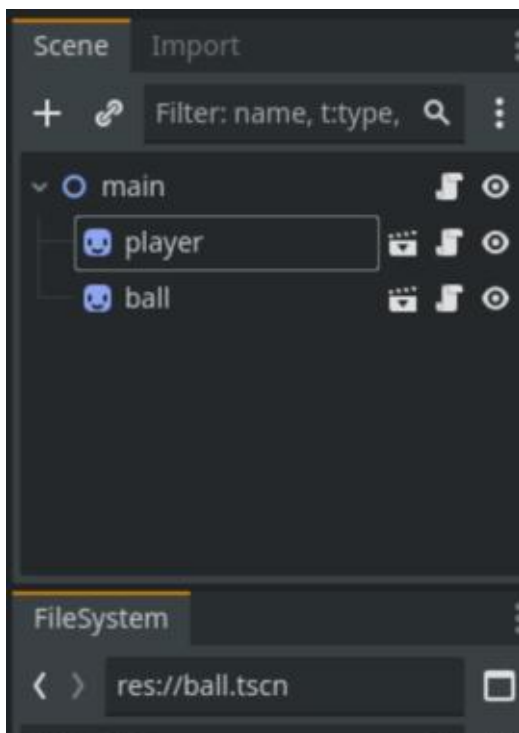 Scene Import
Filter: name, t:type,
main
player
ball
FileSystem
res://ball.tscn